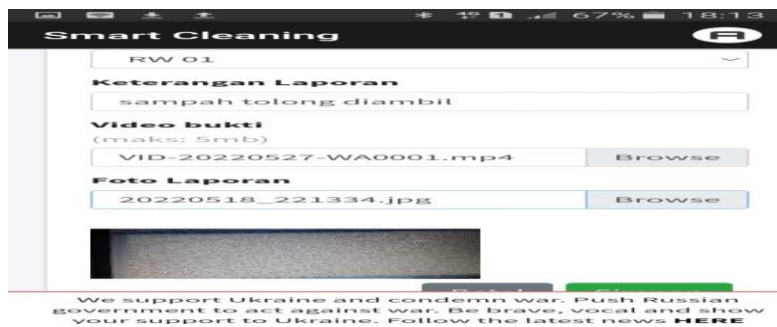 67% 18:13
Smart Cleaning
RW 01
Keterangan Laporan
sampah tolong diambil
Video bukti
(maks: 5mb)
VID-20220527-WA0001.mp4 Browse
Foto Laporan
20220518_221334.jpg Browse
We support Ukraine and condemn war. Push Russian
government to act against war. Be brave, vocal and show
your support to Ukraine. Follow the latest news HERE